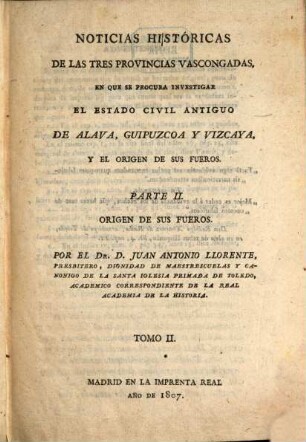 NOTICIAS HISTÓRICAS
DE LAS TRES PROVINCIAS VASCONGADAS,
EN QUE SE PROCURA INVESTIGAR
EL ESTADO CIVIL ANTIGUO
DE ALAVA, GUIPUZCOA Y VIZCAYA,
Y EL ORIGEN DE SUS FUEROS.
PARTE II.
ORIGEN DE SUS FUEROS.
POR EL DR. D. JUAN ANTONIO LLORENTE,
PRESBITERO, DIGNIDAD DE MAESTREESCUELAS Y CA-
NONIGO DE LA SANTA IGLESIA PRIMADA DE TOLEDO,
ACADEMICO CORRESPONDIENTE DE LA REAL
ACADEMIA DE LA HISTORIA.
TOMO II.
MADRID EN LA IMPRENTA REAL
AÑO DE 1807.